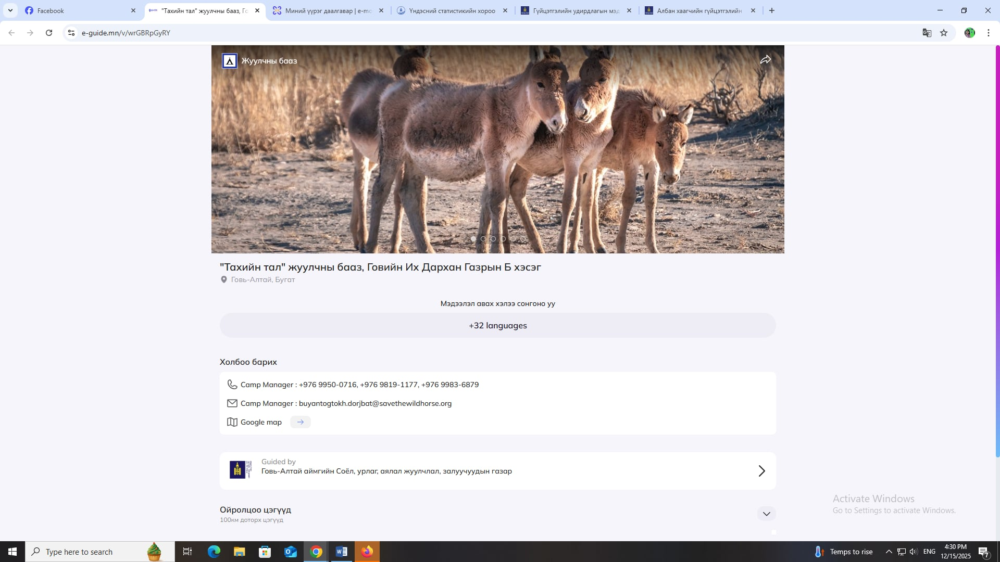 Facebook
"Тахийн тал" жуулчны бааз, Го
Миний үүрэг даалгавар | e-mo
Үндэсний статистикийн хороо
Гүйцэтгэлийн удирдлагын мэд
Албан хаагчийн гүйцэтгэлийн
e-guide.mn/v/wrGBRpGyRY
Жуулчны бааз
"Тахийн тал" жуулчны бааз, Говийн Их Дархан Газрын Б хэсэг
Говь-Алтай, Бугат
Мэдээлэл авах хэлээ сонгоно уу
+32 languages
Холбоо барих
Camp Manager : +976 9950-0716, +976 9819-1177, +976 9983-6879
Camp Manager : buyantogtokh.dorjbat@savethewildhorse.org
Google map
Guided by
Говь-Алтай аймгийн Соёл, урлаг, аялал жуулчлал, залуучуудын газар
Ойролцоо цэгүүд
100км доторх цэгүүд
Activate Windows
Go to Settings to activate Windows.
Type here to search
Temps to rise
ENG
4:30 PM
12/15/2025
7